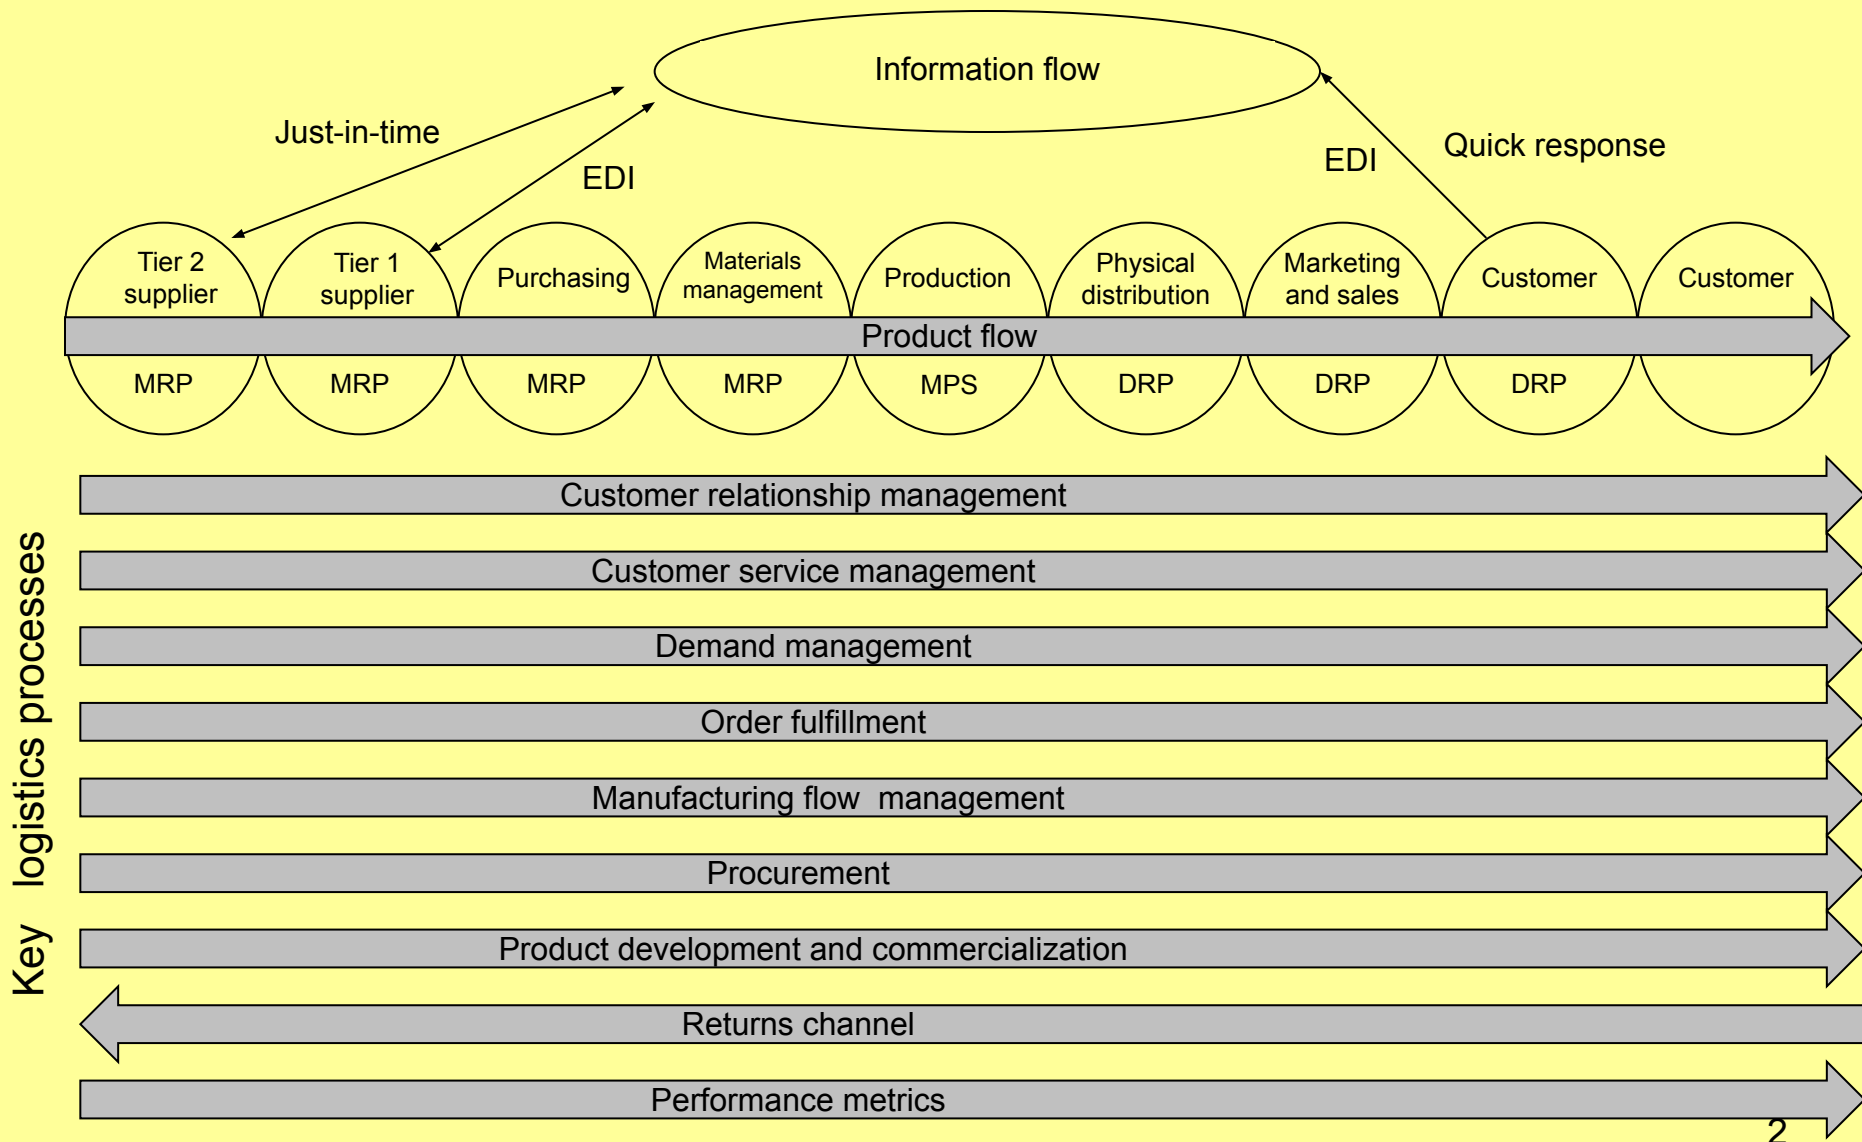 Information flow
Just-in-time
EDI
EDI
Quick response
Tier 2
supplier
Tier 1
supplier
Purchasing
Materials
management
Production
Physical
distribution
Marketing
and sales
Customer
Customer
Product flow
MRP
MRP
MRP
MRP
MPS
DRP
DRP
DRP
Key logistics processes
Customer relationship management
Customer service management
Demand management
Order fulfillment
Manufacturing flow management
Procurement
Product development and commercialization
Returns channel
Performance metrics
2